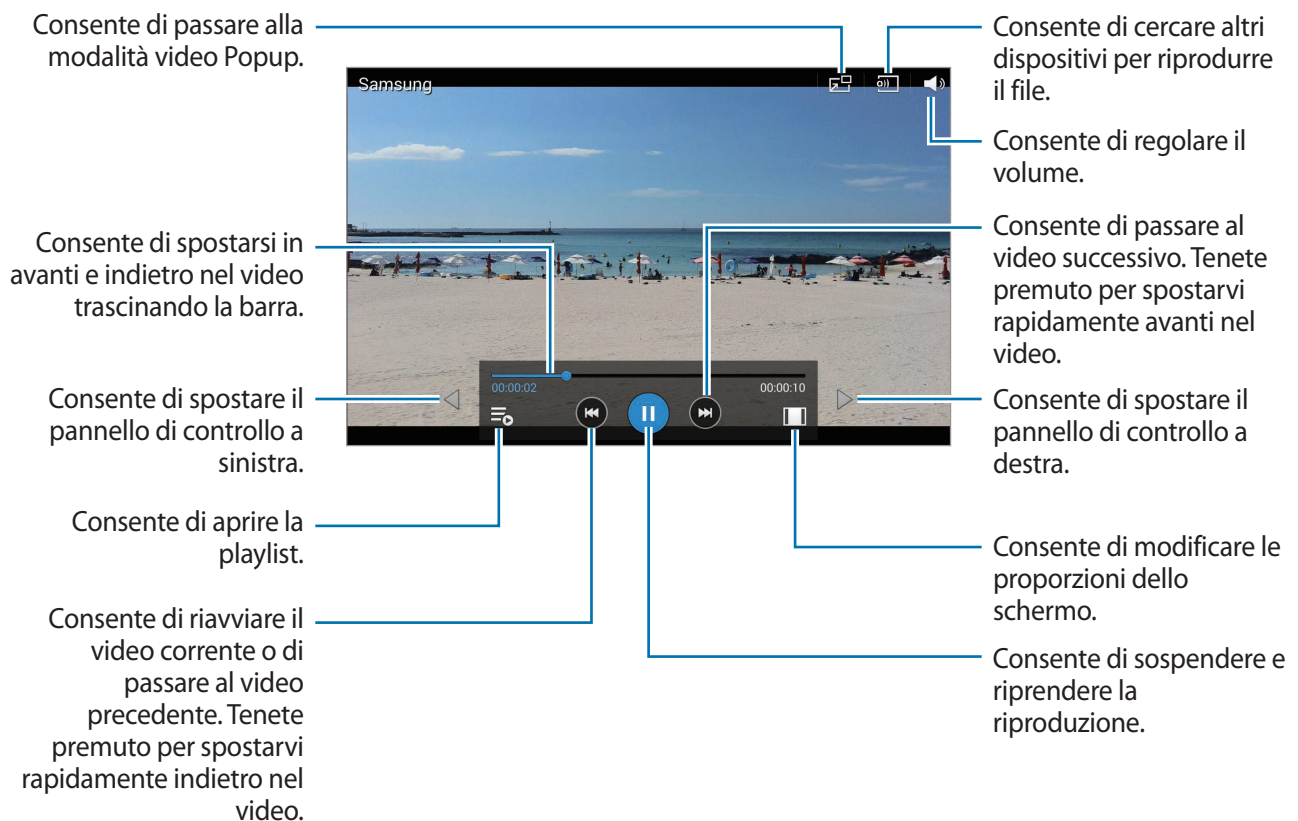 Consente di passare alla
modalità video Popup.
Consente di cercare altri
dispositivi per riprodurre
il file.
Samsung
Consente di regolare il
volume.
Consente di spostarsi in
avanti e indietro nel video
trascinando la barra.
Consente di passare al
video successivo. Tenete
premuto per spostarvi
rapidamente avanti nel
video.
00:00:02
00:00:10
Consente di spostare il
pannello di controllo a
sinistra.
Consente di spostare il
pannello di controllo a
destra.
Consente di aprire la
playlist.
Consente di modificare le
proporzioni dello
schermo.
Consente di riavviare il
video corrente o di
passare al video
precedente. Tenete
premuto per spostarvi
rapidamente indietro nel
video.
Consente di sospendere e
riprendere la
riproduzione.